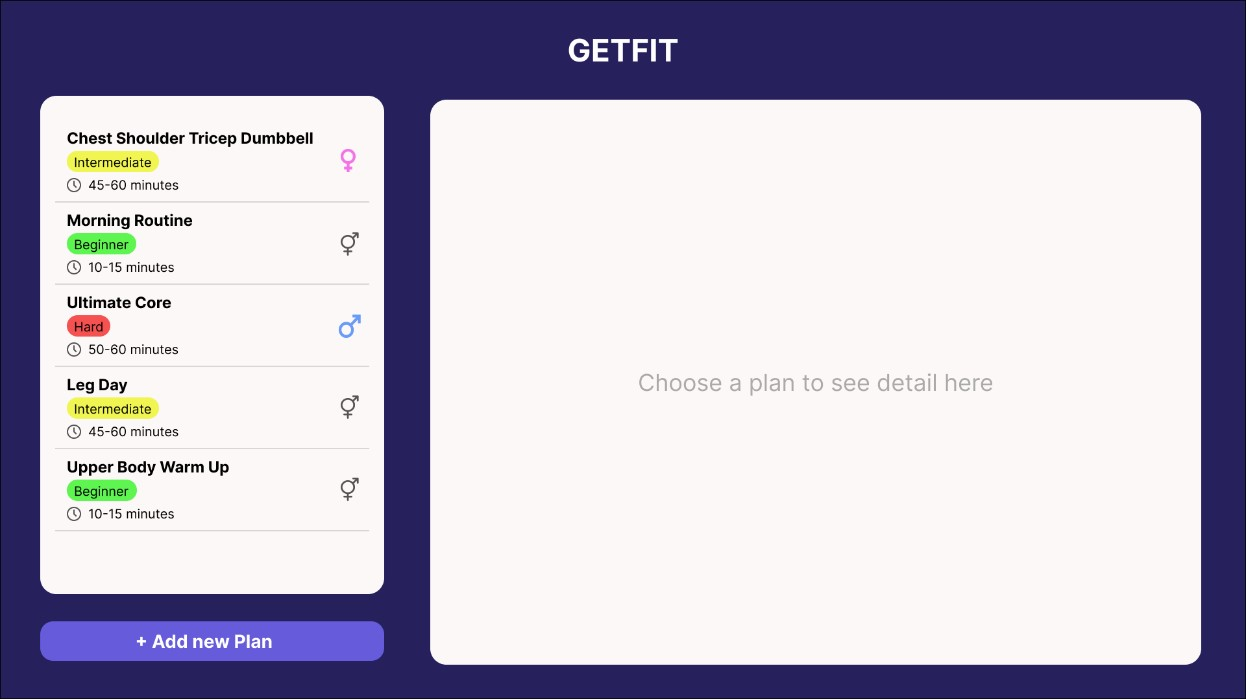 GETFIT
Chest Shoulder Tricep Dumbbell
Intermediate
45-60 minutes
Morning Routine
Beginner
10-15 minutes
Ultimate Core
Hard
50-60 minutes
Leg Day
Intermediate
45-60 minutes
Upper Body Warm Up
Beginner
10-15 minutes
+ Add new Plan
Choose a plan to see detail here